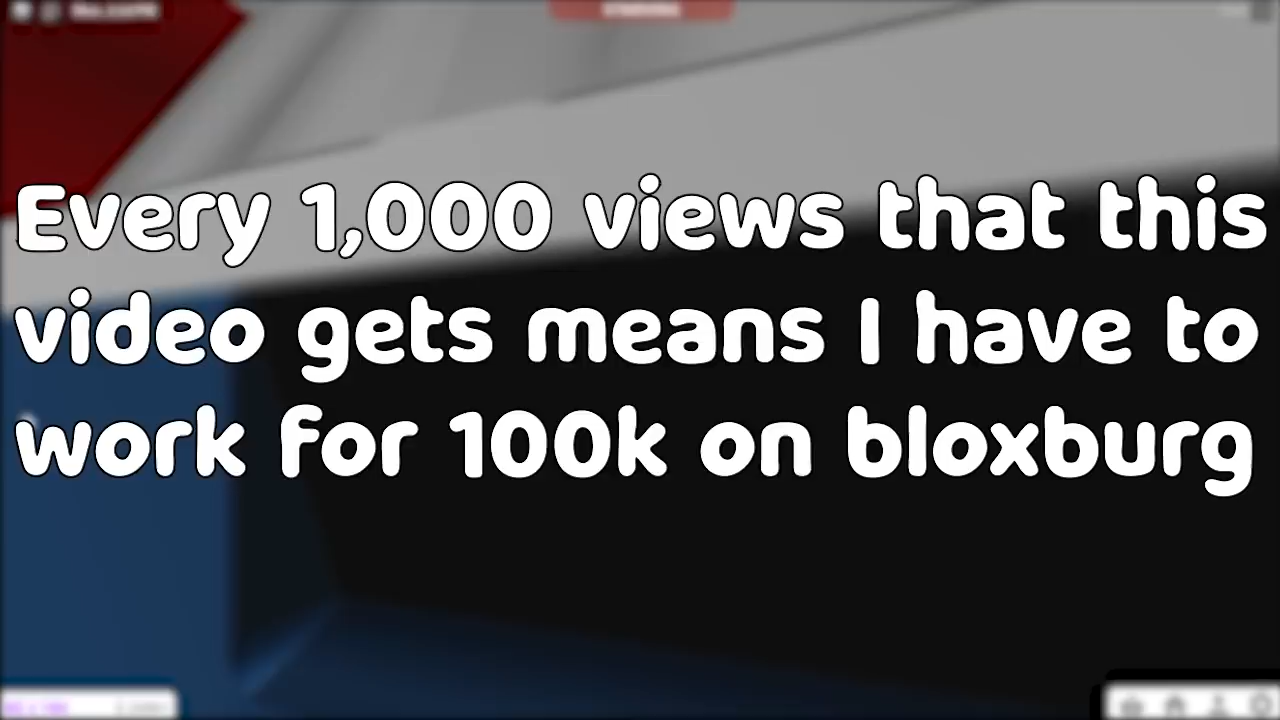 Every 1,000 views that this
video gets means I have to
work for 100k on bloxburg